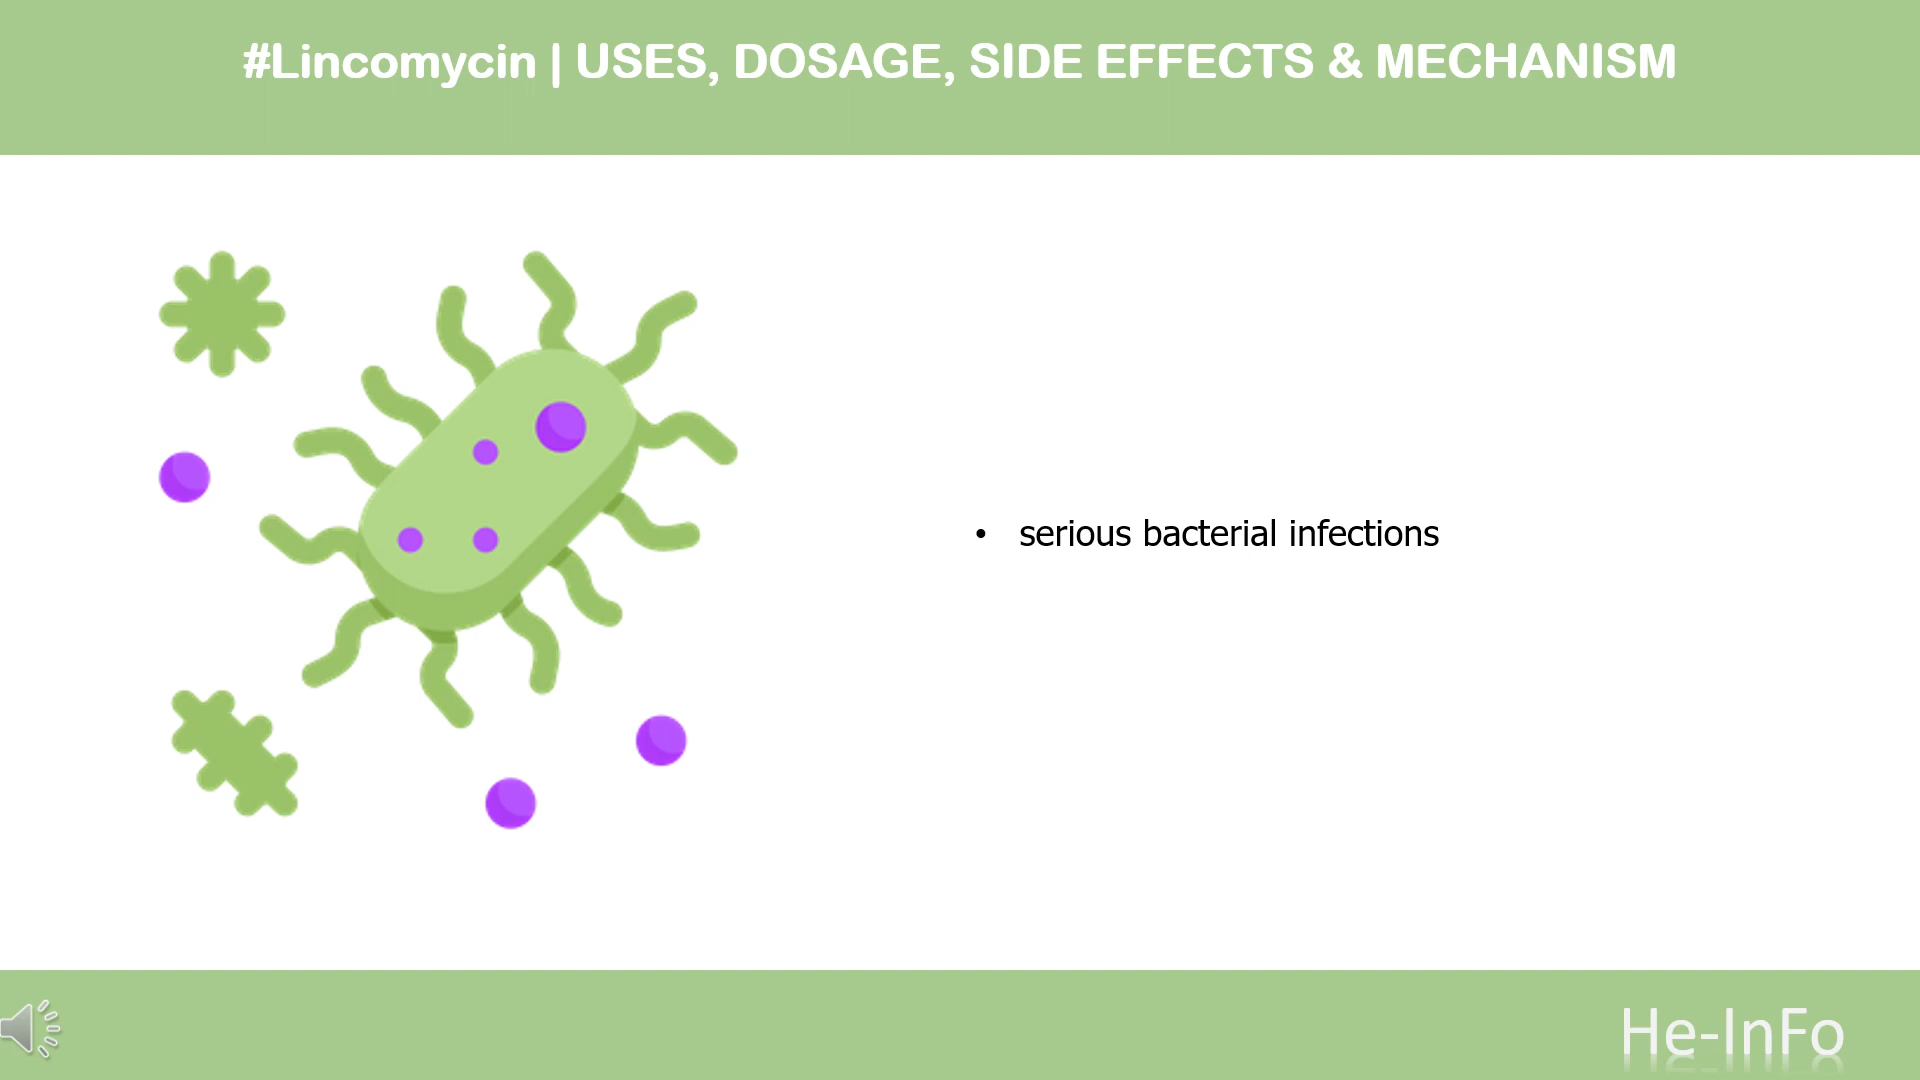 #Lincomycin | USES, DOSAGE, SIDE EFFECTS & MECHANISM
• serious bacterial infections
He-InFo